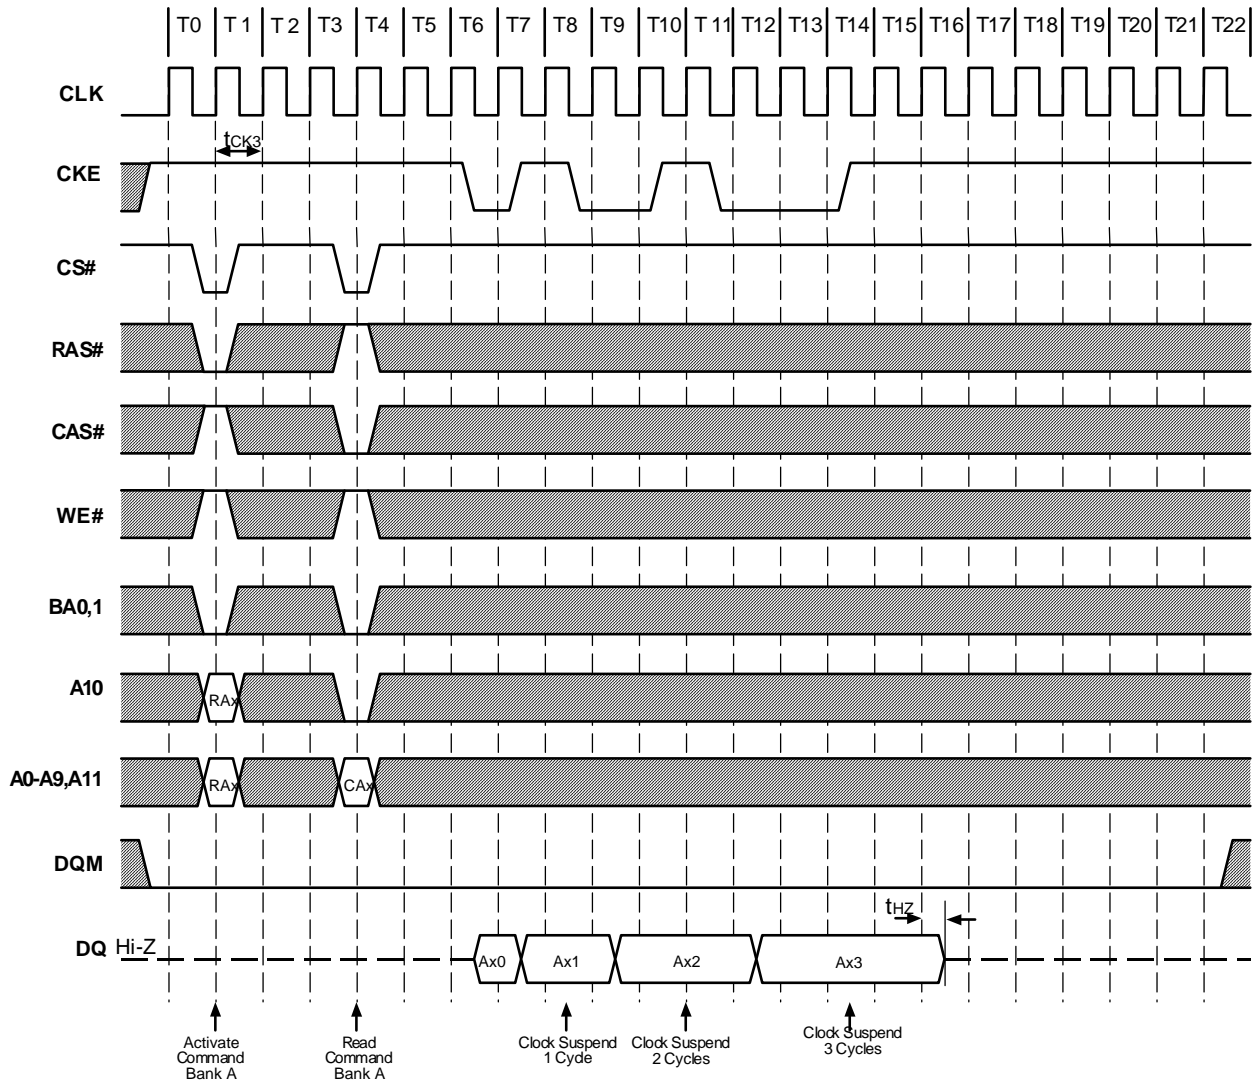 T0 T 1 T 2 T3 T4 T5 T6 T7 T8 T9 T10 T 11 T12 T13 T14 T15 T16 T17 T18 T19 T20 T21 T22
CLK
tCK3
CKE
CS#
RAS#
CAS#
WE#
BA0,1
A10
RAx
A0-A9,A11
RAx CAx
DQM
tHZ
DQ Hi-Z
Ax0 Ax1 Ax2 Ax3
Activate
Command
Bank A
Read
Command
Bank A
Clock Suspend
1 Cycle
Clock Suspend
2 Cycles
Clock Suspend
3 Cycles